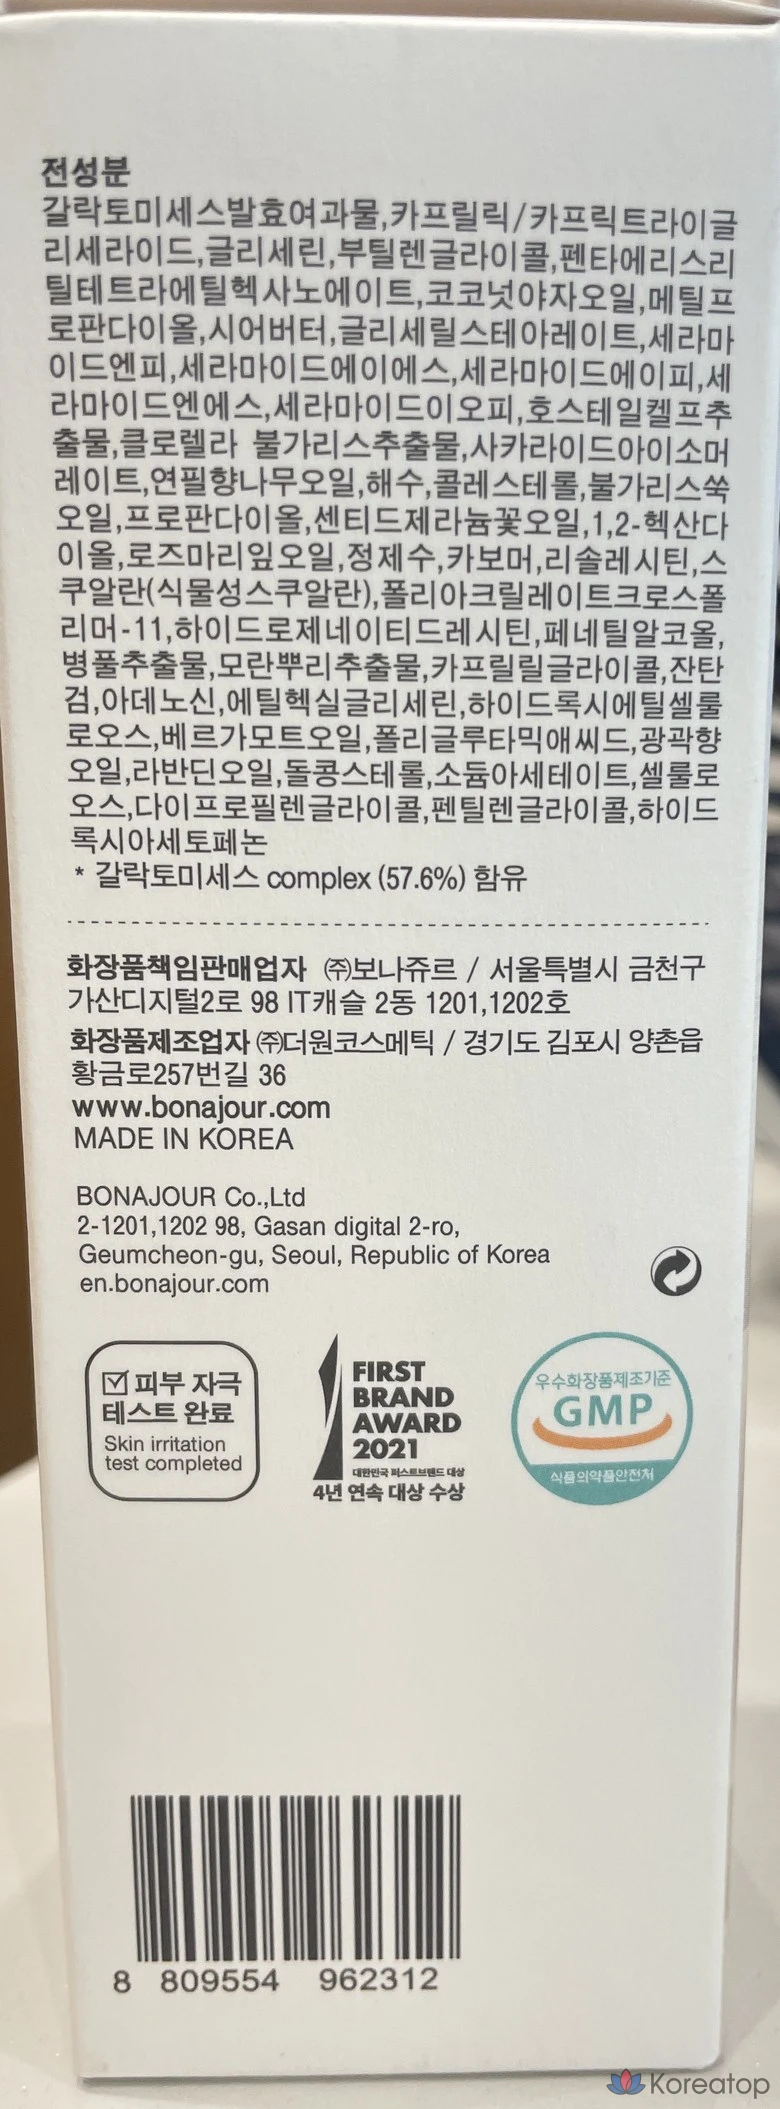 전성분
갈락토미세스발효여과물,카프릴릭/카프릭트라이글
리세라이드,글리세린,부틸렌글라이콜,펜타에리스리
틸테트라에틸헥사노에이트,코코넛야자오일,메틸프
로판다이올,시어버터,글리세릴스테아레이트,세라마
이드엔피,세라마이드에이에스,세라마이드에이피,세
라마이드엔에스,세라마이드이오피,호스테일켈프추
출물,클로렐라 불가리스추출물,사카라이드아이소머
레이트,연필향나무오일,해수,콜레스테롤,불가리스쑥
오일,프로판다이올,센티드제라늄꽃오일,1,2-헥산다
이올,로즈마리잎오일,정제수,카보머,리솔레시틴,스
쿠알란(식물성스쿠알란),폴리아크릴레이트크로스폴
리머-11,하이드로제네이티드레시틴,페네틸알코올,
병풀추출물,모란뿌리추출물,카프릴릴글라이콜,잔탄
검,아데노신,에틸헥실글리세린,하이드록시에틸셀룰
로오스,베르가모트오일,폴리글루타믹애씨드,광곽향
오일,라반딘오일,돌콩스테롤,소듐아세테이트,셀룰로
오스,다이프로필렌글라이콜,펜틸렌글라이콜,하이드
록시아세토페논
* 갈락토미세스 complex (57.6%) 함유
화장품책임판매업자 ㈜보나쥬르 / 서울특별시 금천구
가산디지털2로 98 IT캐슬 2동 1201,1202호
화장품제조업자 ㈜더원코스메틱 / 경기도 김포시 양촌읍
황금로257번길 36
www.bonajour.com
MADE IN KOREA
BONAJOUR Co.,Ltd
2-1201,1202 98, Gasan digital 2-ro,
Geumcheon-gu, Seoul, Republic of Korea
en.bonajour.com
피부 자극
테스트 완료
Skin irritation
test completed
FIRST
BRAND
AWARD
2021
대한민국 퍼스트브랜드 대상
4년 연속 대상 수상
우수화장품제조기준
GMP
식품의약품안전처
8 809554 962312
Koreatop